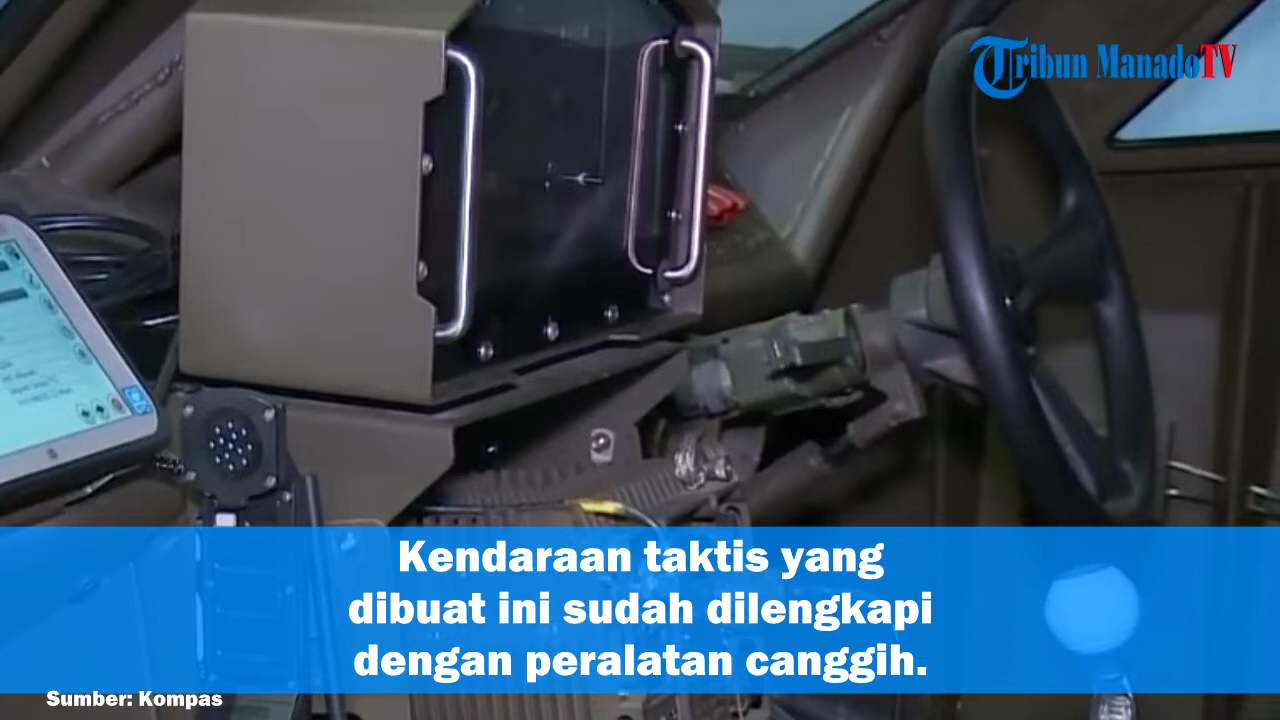 Tribun ManadoTV
Kendaraan taktis yang
dibuat ini sudah dilengkapi
dengan peralatan canggih.
Sumber: Kompas